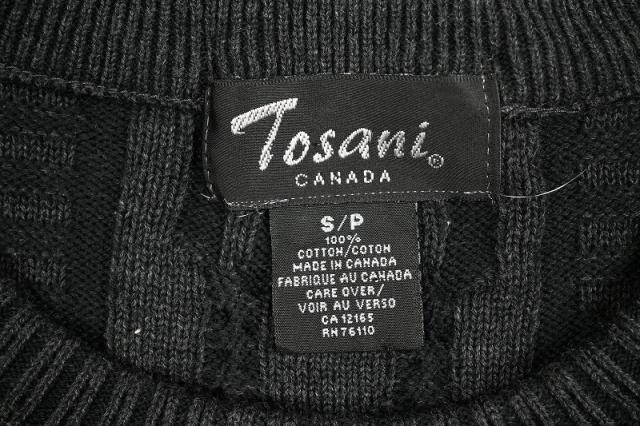 Tosani®
CANADA
S/P
100%
COTTON/COTON
MADE IN CANADA
FABRIQUE AU CANADA
CARE OVER/
VOIR AU VERSO
CA 12165
RN 76110